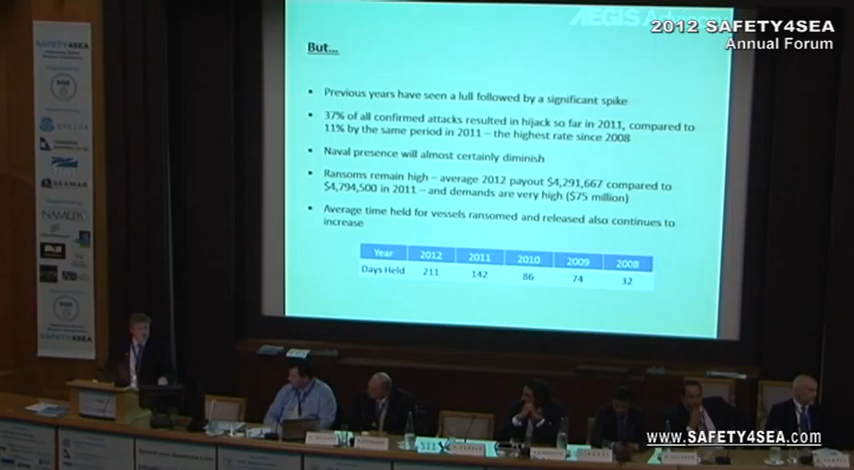 AEGIS Advisory
2012 SAFETY4SEA
Annual Forum
But...
Previous years have seen a lull followed by a significant spike
37% of all confirmed attacks resulted in hijack so far in 2011, compared to
11% by the same period in 2011 – the highest rate since 2008
Naval presence will almost certainly diminish
Ransoms remain high – average 2012 payout $4,291,667 compared to
$4,794,500 in 2011 – and demands are very high ($75 million)
Average time held for vessels ransomed and released also continues to
increase
Year 2012 2011 2010 2009 2008
Days Held 211 142 86 74 32
SAFETY4SEA
SEAMAR
SAFETY4SEA
www.SAFETY4SEA.com